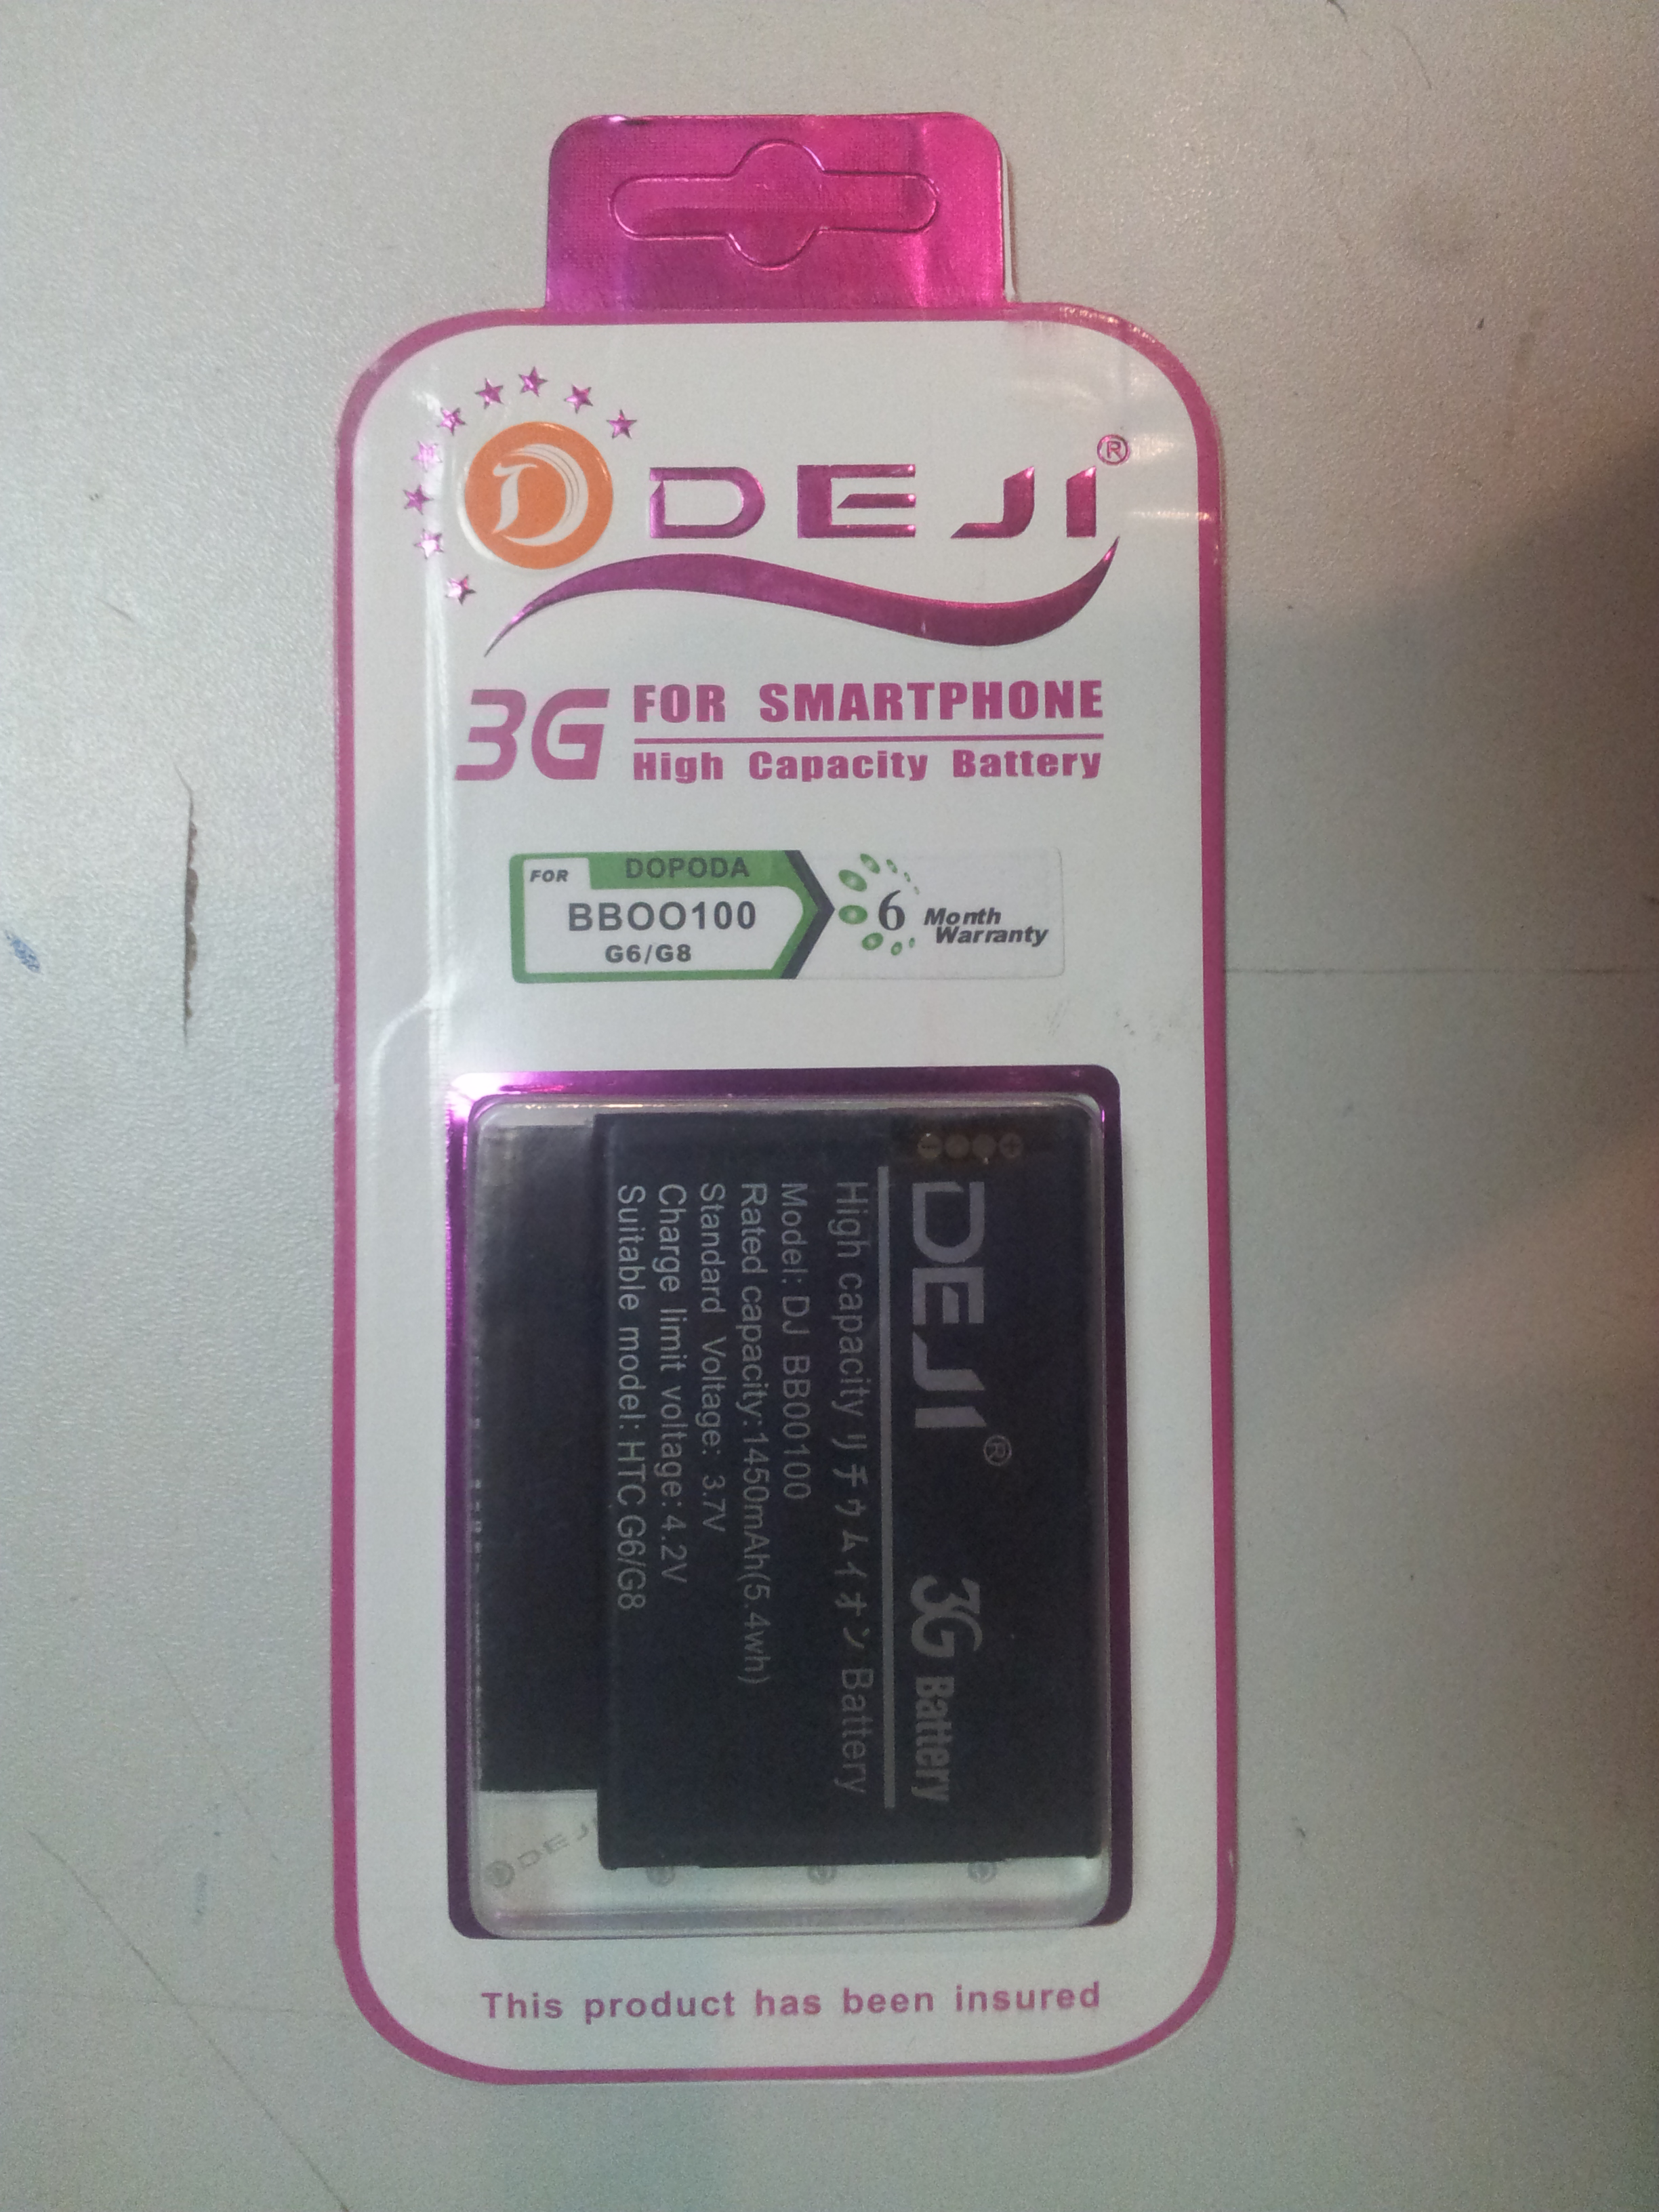 DEJI ®
3G FOR SMARTPHONE
High Capacity Battery
FOR DOPODA
BBOO100
G6/G8
6 Month
Warranty
DEJI ® 3G Battery
High capacity リチウムイオン Battery
Model: DJ BB00100
Rated capacity:1450mAh(5.4wh)
Standard Voltage: 3.7V
Charge limit voltage:4.2V
Suitable model:HTC G6/G8
DEJI
This product has been insured